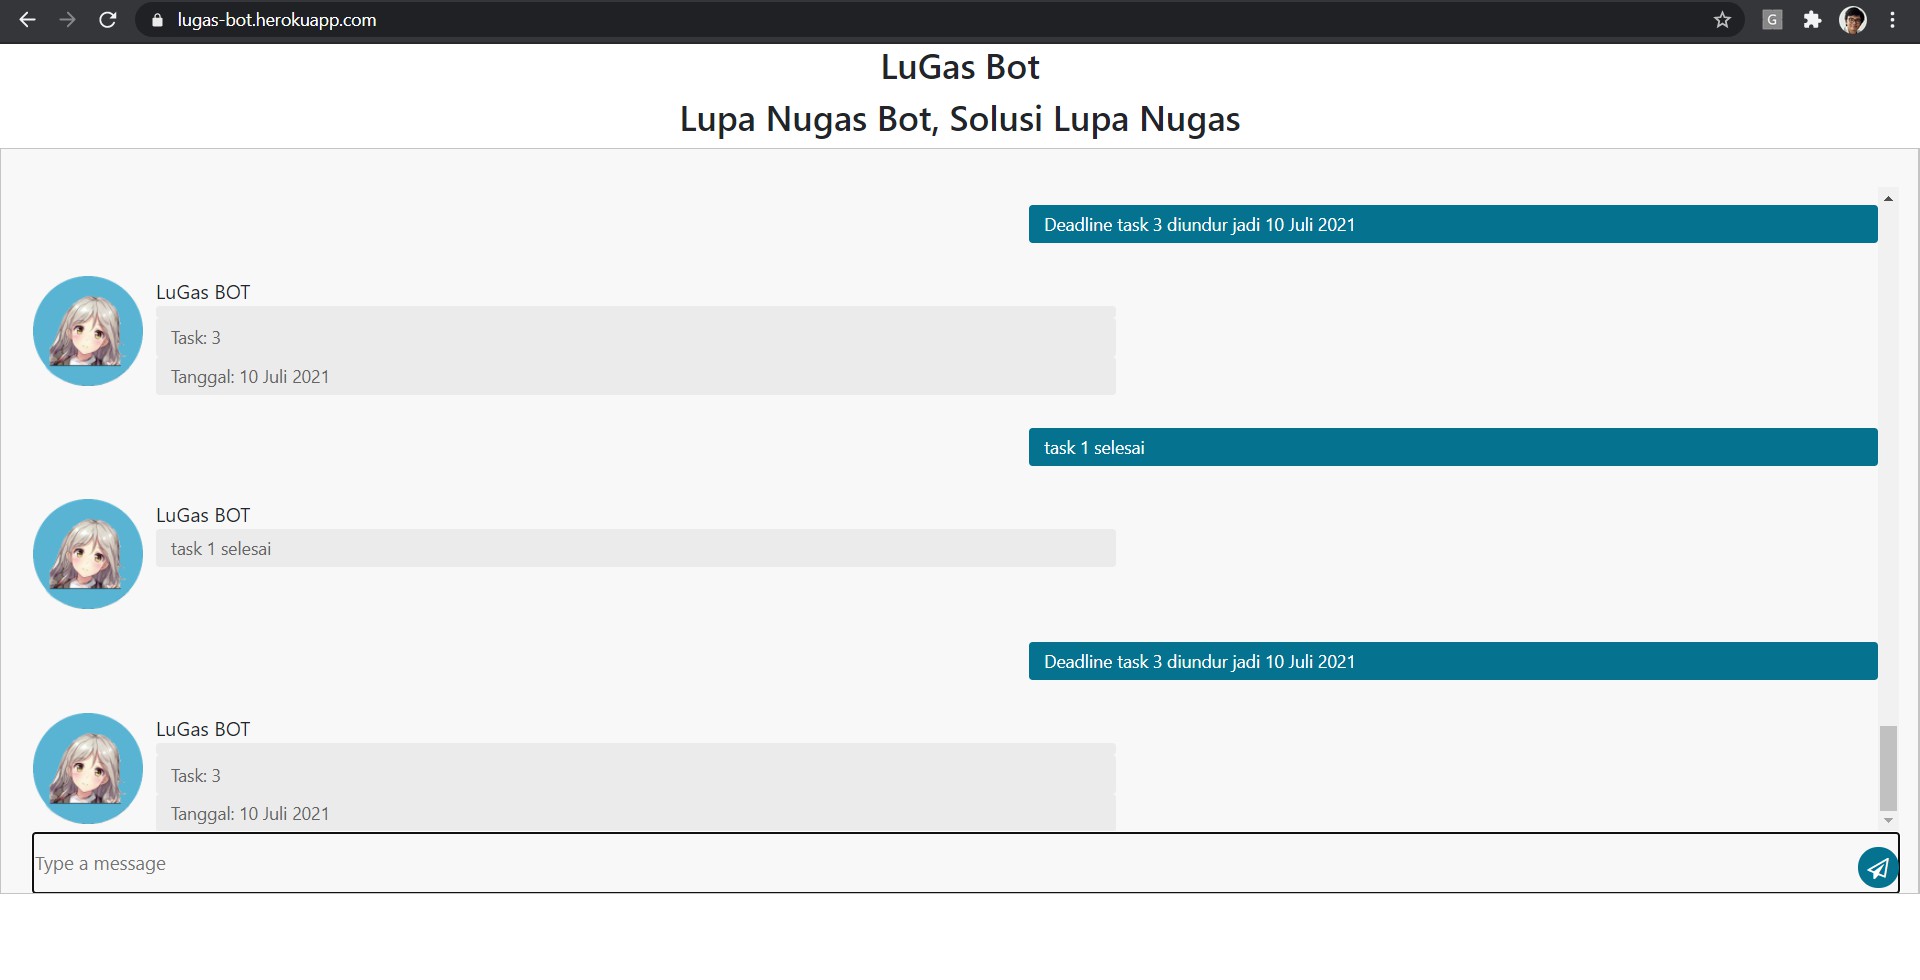 lugas-bot.herokuapp.com
G
LuGas Bot
Lupa Nugas Bot, Solusi Lupa Nugas
Deadline task 3 diundur jadi 10 Juli 2021
LuGas BOT
Task: 3
Tanggal: 10 Juli 2021
task 1 selesai
LuGas BOT
task 1 selesai
Deadline task 3 diundur jadi 10 Juli 2021
LuGas BOT
Task: 3
Tanggal: 10 Juli 2021
Type a message